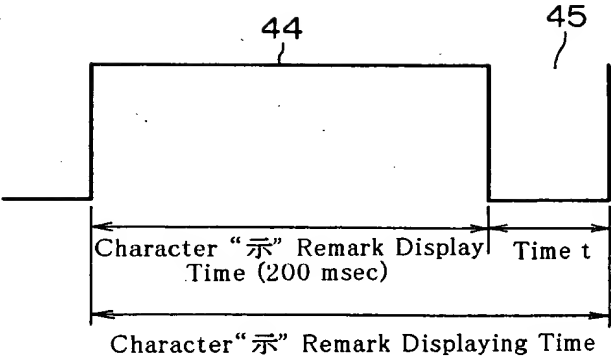 44
45
Character “示” Remark Display
Time (200 msec)
Time t
Character “示” Remark Displaying Time